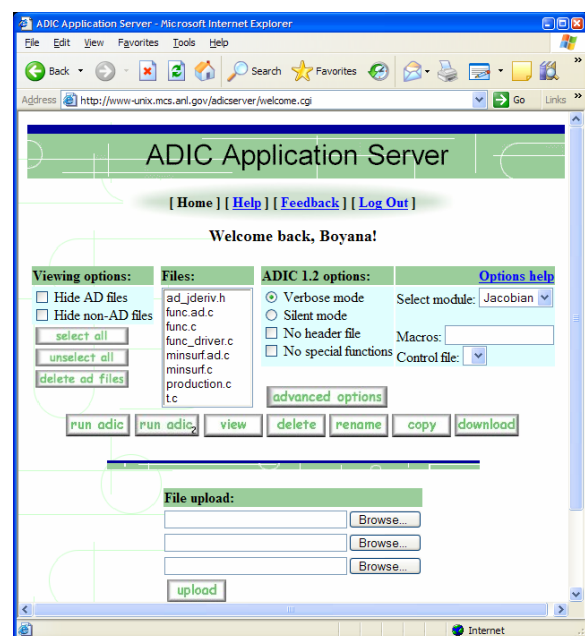 ADIC Application Server - Microsoft Internet Explorer
File Edit View Favorites Tools Help
Back Search Favorites »
Address http://www-unix.mcs.anl.gov/adicserver/welcome.cgi Go Links »
ADIC Application Server
[ Home ] [ Help ] [ Feedback ] [ Log Out ]
Welcome back, Boyana!
Viewing options: Files: ADIC 1.2 options: Options help
Hide AD files
Hide non-AD files
select all
unselect all
delete ad files
ad_jderiv.h
func.ad.c
func.c
func_driver.c
minsurf.ad.c
minsurf.c
production.c
t.c
Verbose mode
Silent mode
No header file
No special functions
advanced options
Select module: Jacobian
Macros:
Control file:
run adic run adic2 view delete rename copy download
File upload:
Browse...
Browse...
Browse...
upload
Internet